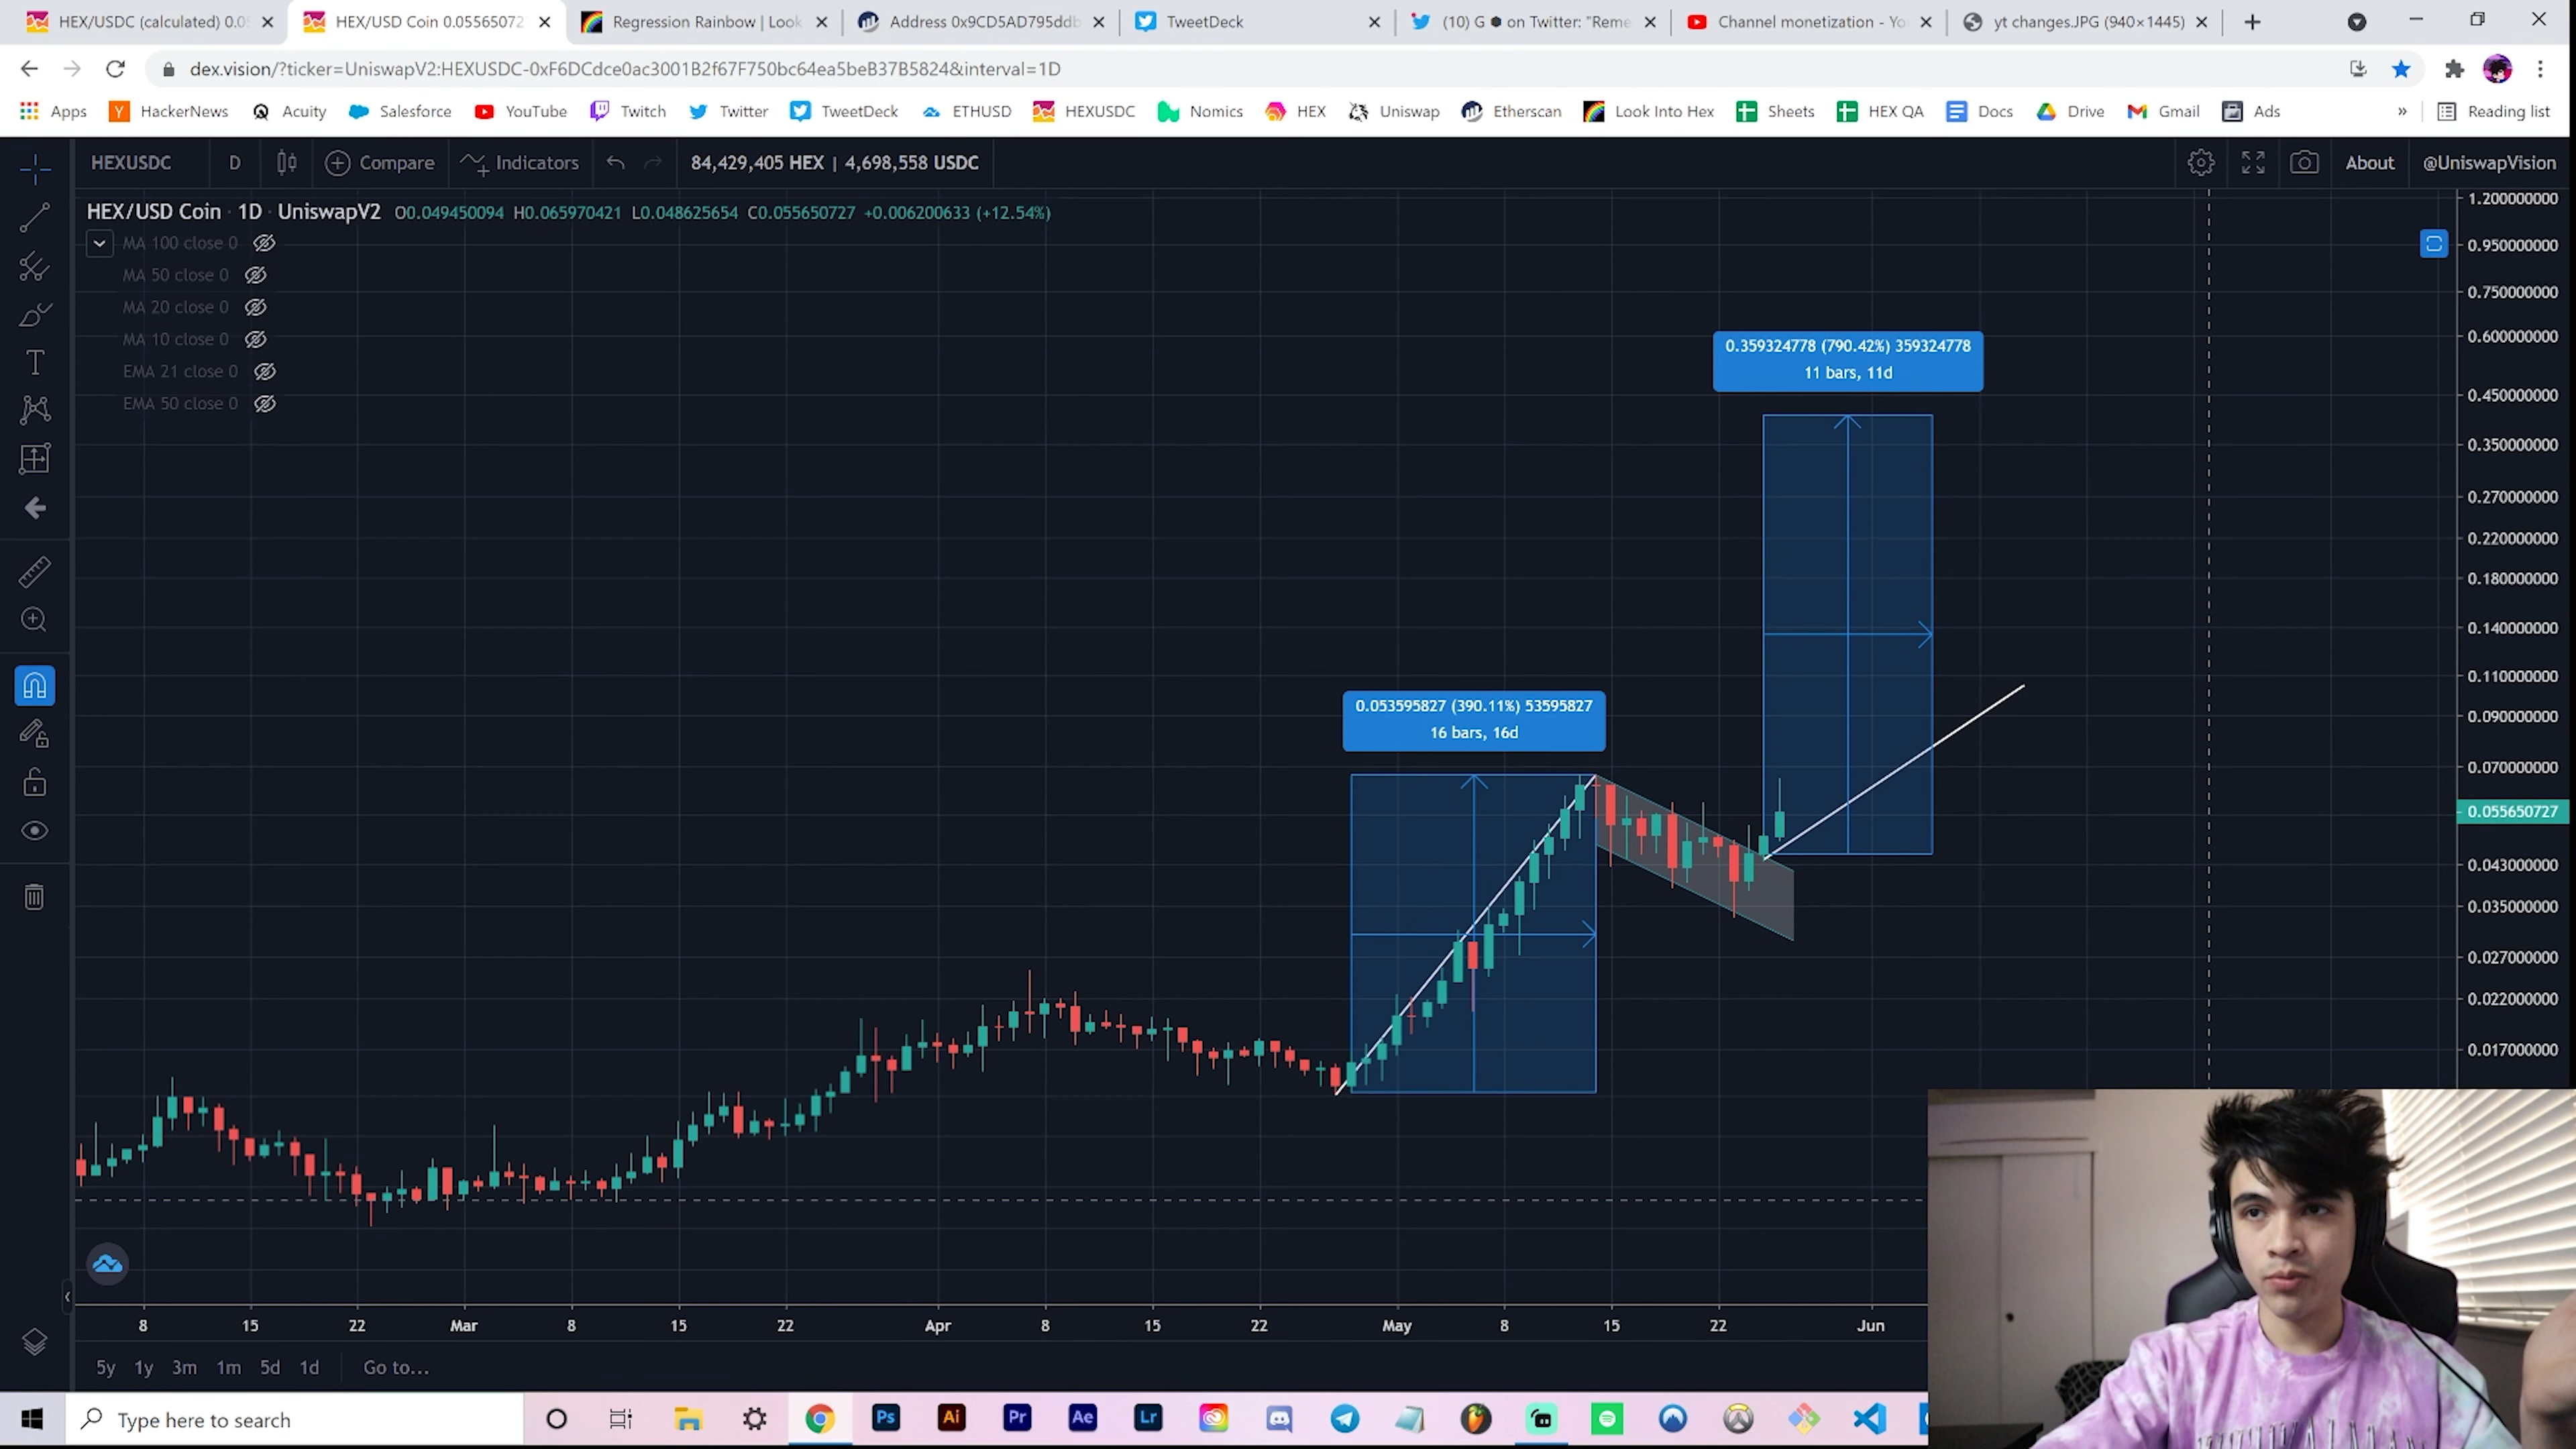 HEX/USDC (calculated) 0.05
HEX/USD Coin 0.05565072
Regression Rainbow | Look
Address 0x9CD5AD795ddb
TweetDeck
(10) G ⬢ on Twitter: "Reme
Channel monetization - Yo
yt changes.JPG (940×1445)
dex.vision/?ticker=UniswapV2:HEXUSDC-0xF6DCdce0ac3001B2f67F750bc64ea5beB37B5824&interval=1D
Apps
HackerNews
Acuity
Salesforce
YouTube
Twitch
Twitter
TweetDeck
ETHUSD
HEXUSDC
Nomics
HEX
Uniswap
Etherscan
Look Into Hex
Sheets
HEX QA
Docs
Drive
Gmail
Ads
»
Reading list
HEXUSDC
D
Compare
Indicators
84,429,405 HEX | 4,698,558 USDC
About
@UniswapVision
HEX/USD Coin · 1D · UniswapV2 O0.049450094 H0.065970421 L0.048625654 C0.055650727 +0.006200633 (+12.54%)
MA 100 close 0
MA 50 close 0
MA 20 close 0
MA 10 close 0
EMA 21 close 0
EMA 50 close 0
0.359324778 (790.42%) 359324778
11 bars, 11d
0.053595827 (390.11%) 53595827
16 bars, 16d
1.200000000
0.950000000
0.750000000
0.600000000
0.450000000
0.350000000
0.270000000
0.220000000
0.180000000
0.140000000
0.110000000
0.090000000
0.070000000
0.055650727
0.043000000
0.035000000
0.027000000
0.022000000
0.017000000
8 15 22 Mar 8 15 22 Apr 8 15 22 May 8 15 22 Jun
5y 1y 3m 1m 5d 1d Go to...
Type here to search
Ps
Ai
Pr
Ae
Lr